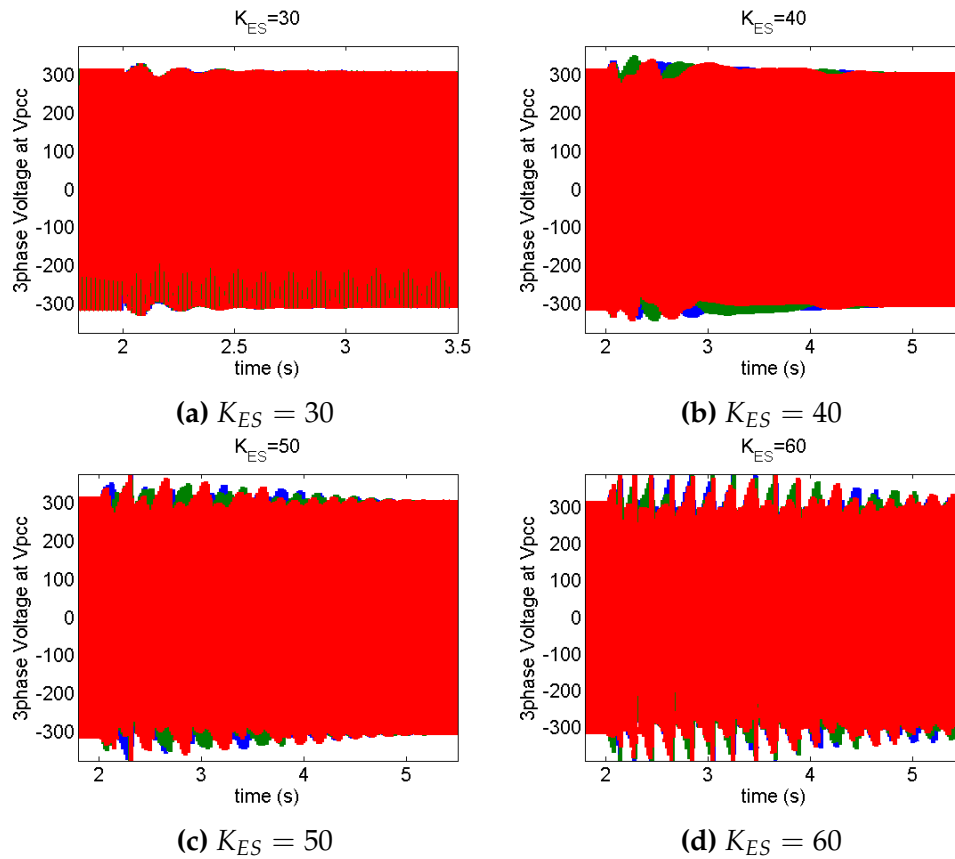 K_ES=30
300
200
100
0
-100
-200
-300
3phase Voltage at Vpcc
2 2.5 3 3.5
time (s)
(a) K_ES = 30
K_ES=40
300
200
100
0
-100
-200
-300
3phase Voltage at Vpcc
2 3 4 5
time (s)
(b) K_ES = 40
K_ES=50
300
200
100
0
-100
-200
-300
3phase Voltage at Vpcc
2 3 4 5
time (s)
(c) K_ES = 50
K_ES=60
300
200
100
0
-100
-200
-300
3phase Voltage at Vpcc
2 3 4 5
time (s)
(d) K_ES = 60